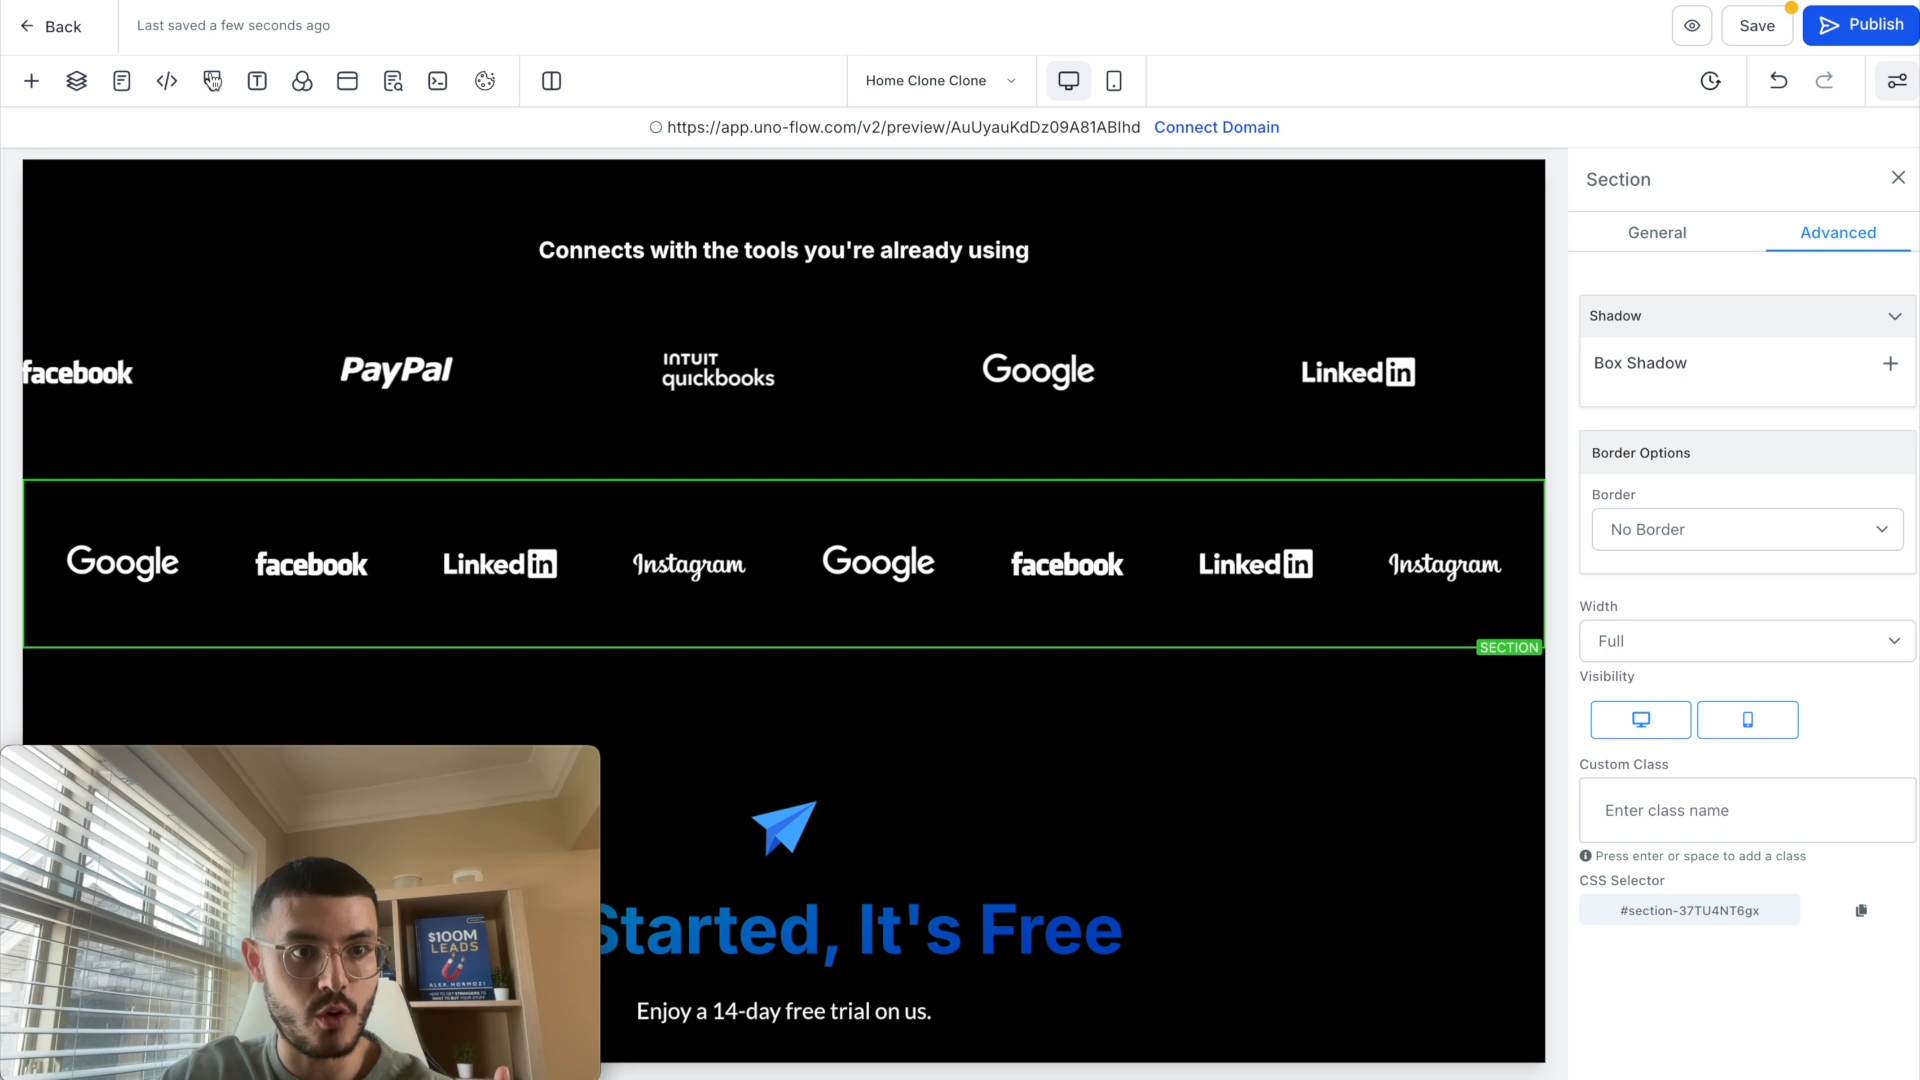 Back
Last saved a few seconds ago
Save
Publish
Home Clone Clone
https://app.uno-flow.com/v2/preview/AuUyauKdDz09A81ABlhd Connect Domain
Connects with the tools you're already using
facebook PayPal INTUIT quickbooks Google LinkedIn
Google facebook LinkedIn Instagram Google facebook LinkedIn Instagram
SECTION
Started, It's Free
Enjoy a 14-day free trial on us.
$100M
LEADS
ALEX HORMOZI
Section
General Advanced
Shadow
Box Shadow
Border Options
Border
No Border
Width
Full
Visibility
Custom Class
Enter class name
Press enter or space to add a class
CSS Selector
#section-37TU4NT6gx